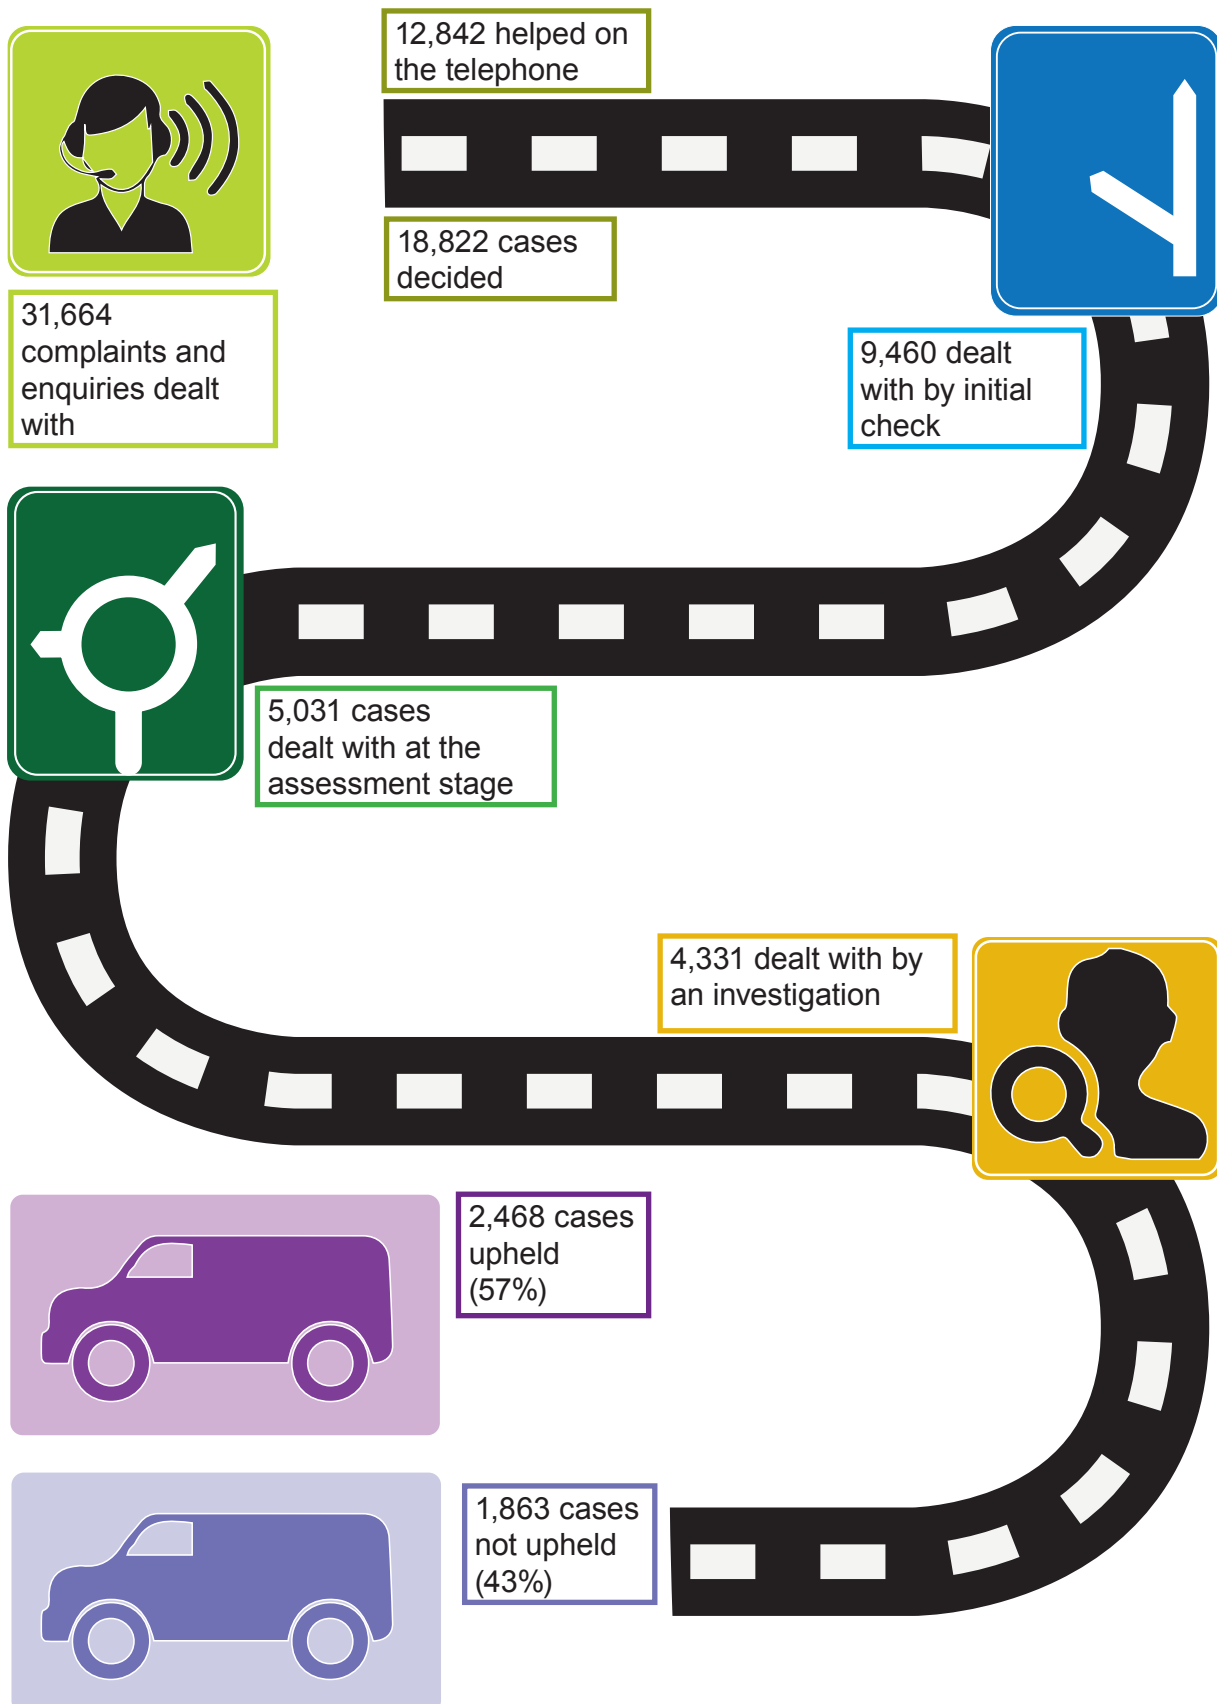 12,842 helped on
the telephone
18,822 cases
decided
31,664
complaints and
enquiries dealt
with
9,460 dealt
with by initial
check
5,031 cases
dealt with at the
assessment stage
4,331 dealt with by
an investigation
2,468 cases
upheld
(57%)
1,863 cases
not upheld
(43%)